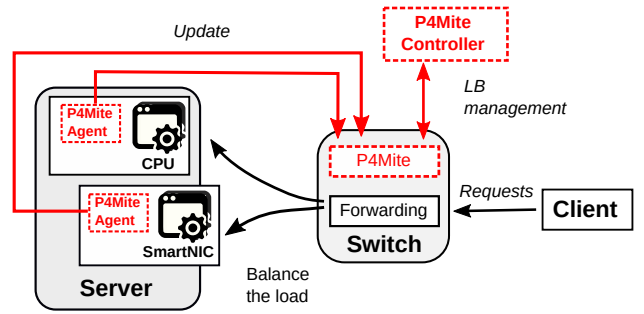 Update
P4Mite
Controller
LB
management
P4Mite
Agent
CPU
P4Mite
Agent
SmartNIC
Server
P4Mite
Forwarding
Switch
Requests
Client
Balance
the load